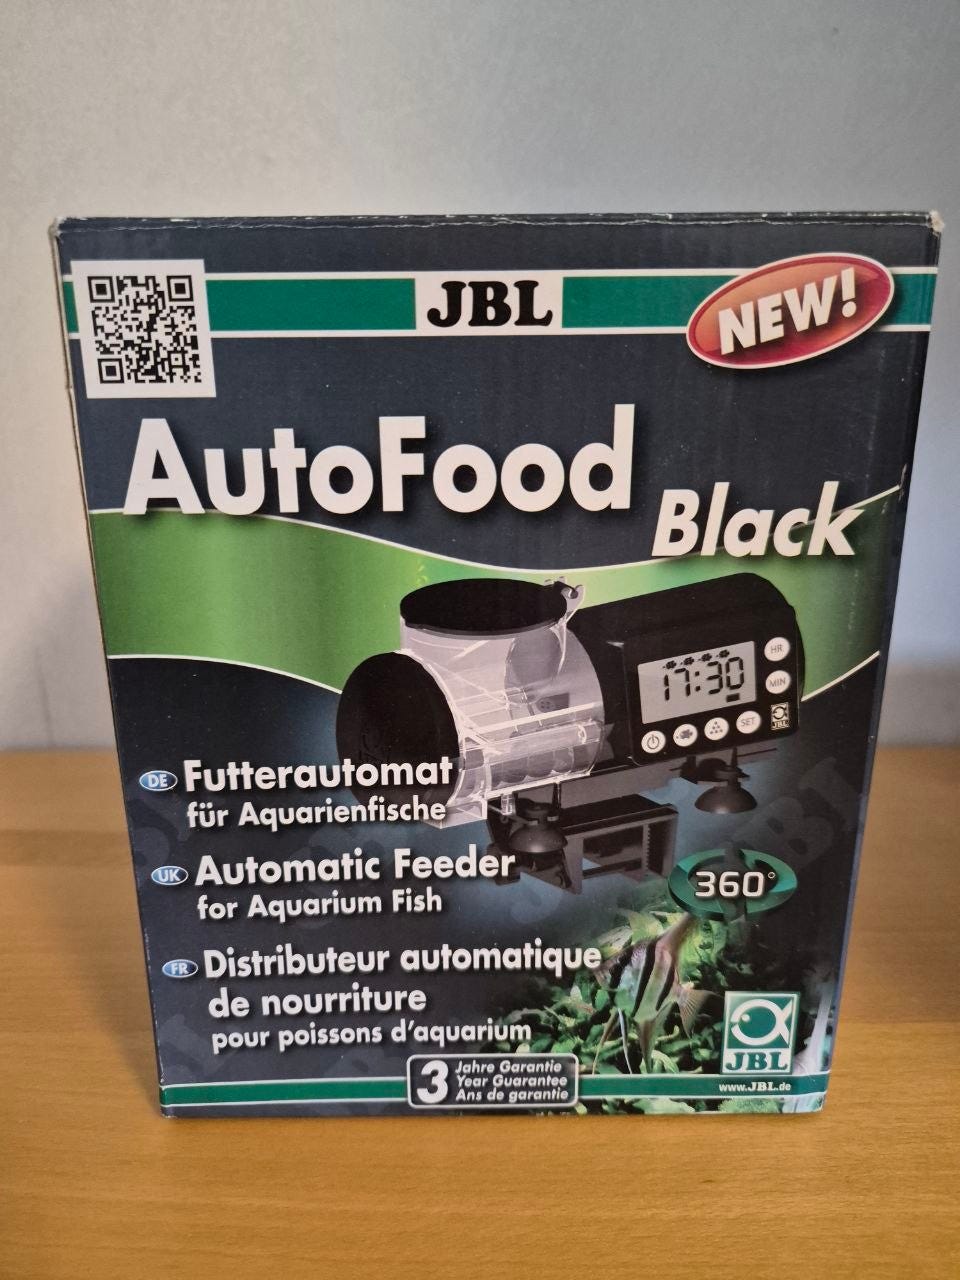 JBL
NEW!
AutoFood
Black
17:30
HR
MIN
SET
JBL
DE Futterautomat
für Aquarienfische
UK Automatic Feeder
for Aquarium Fish
360°
FR Distributeur automatique
de nourriture
pour poissons d'aquarium
JBL
3 Jahre Garantie
Year Guarantee
Ans de garantie
www.JBL.de